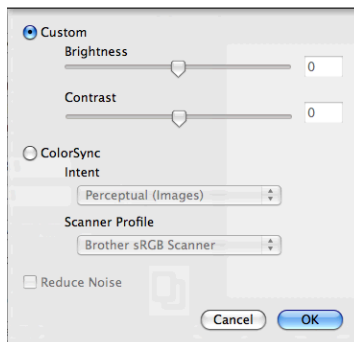 Custom
Brightness
0
Contrast
0
ColorSync
Intent
Perceptual (Images)
Scanner Profile
Brother sRGB Scanner
Reduce Noise
Cancel OK